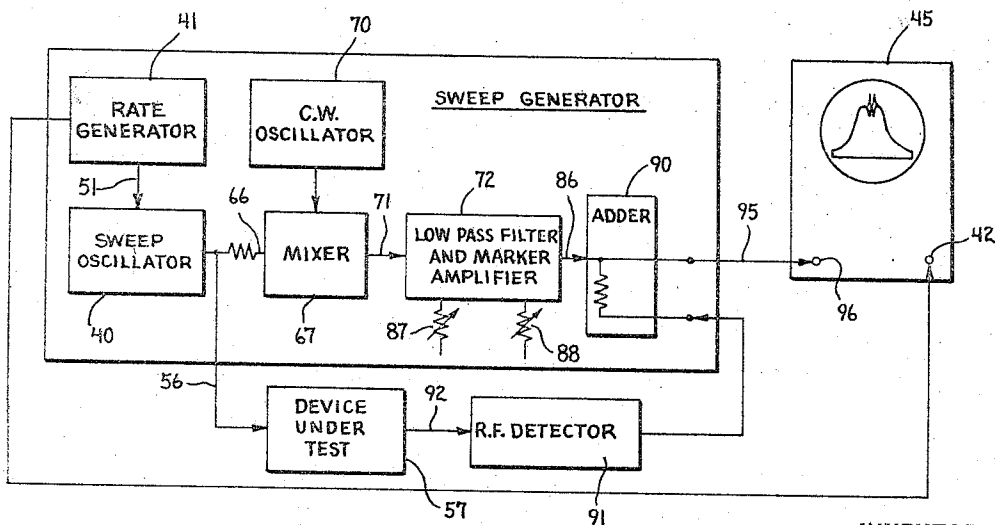 41
70
45
RATE
GENERATOR
C.W.
OSCILLATOR
SWEEP GENERATOR
90
51
66
71
72
86
ADDER
95
42
SWEEP
OSCILLATOR
MIXER
LOW PASS FILTER
AND MARKER
AMPLIFIER
96
40
67
87
88
56
DEVICE
UNDER
TEST
92
R.F. DETECTOR
57
91